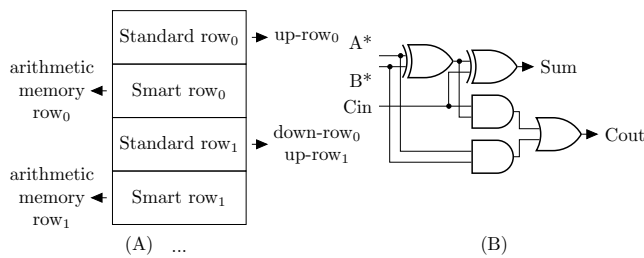 Standard row₀
up-row₀
arithmetic
memory
row₀
Smart row₀
Standard row₁
down-row₀
up-row₁
arithmetic
memory
row₁
Smart row₁
(A) ...
A*
B*
Cin
Sum
Cout
(B)